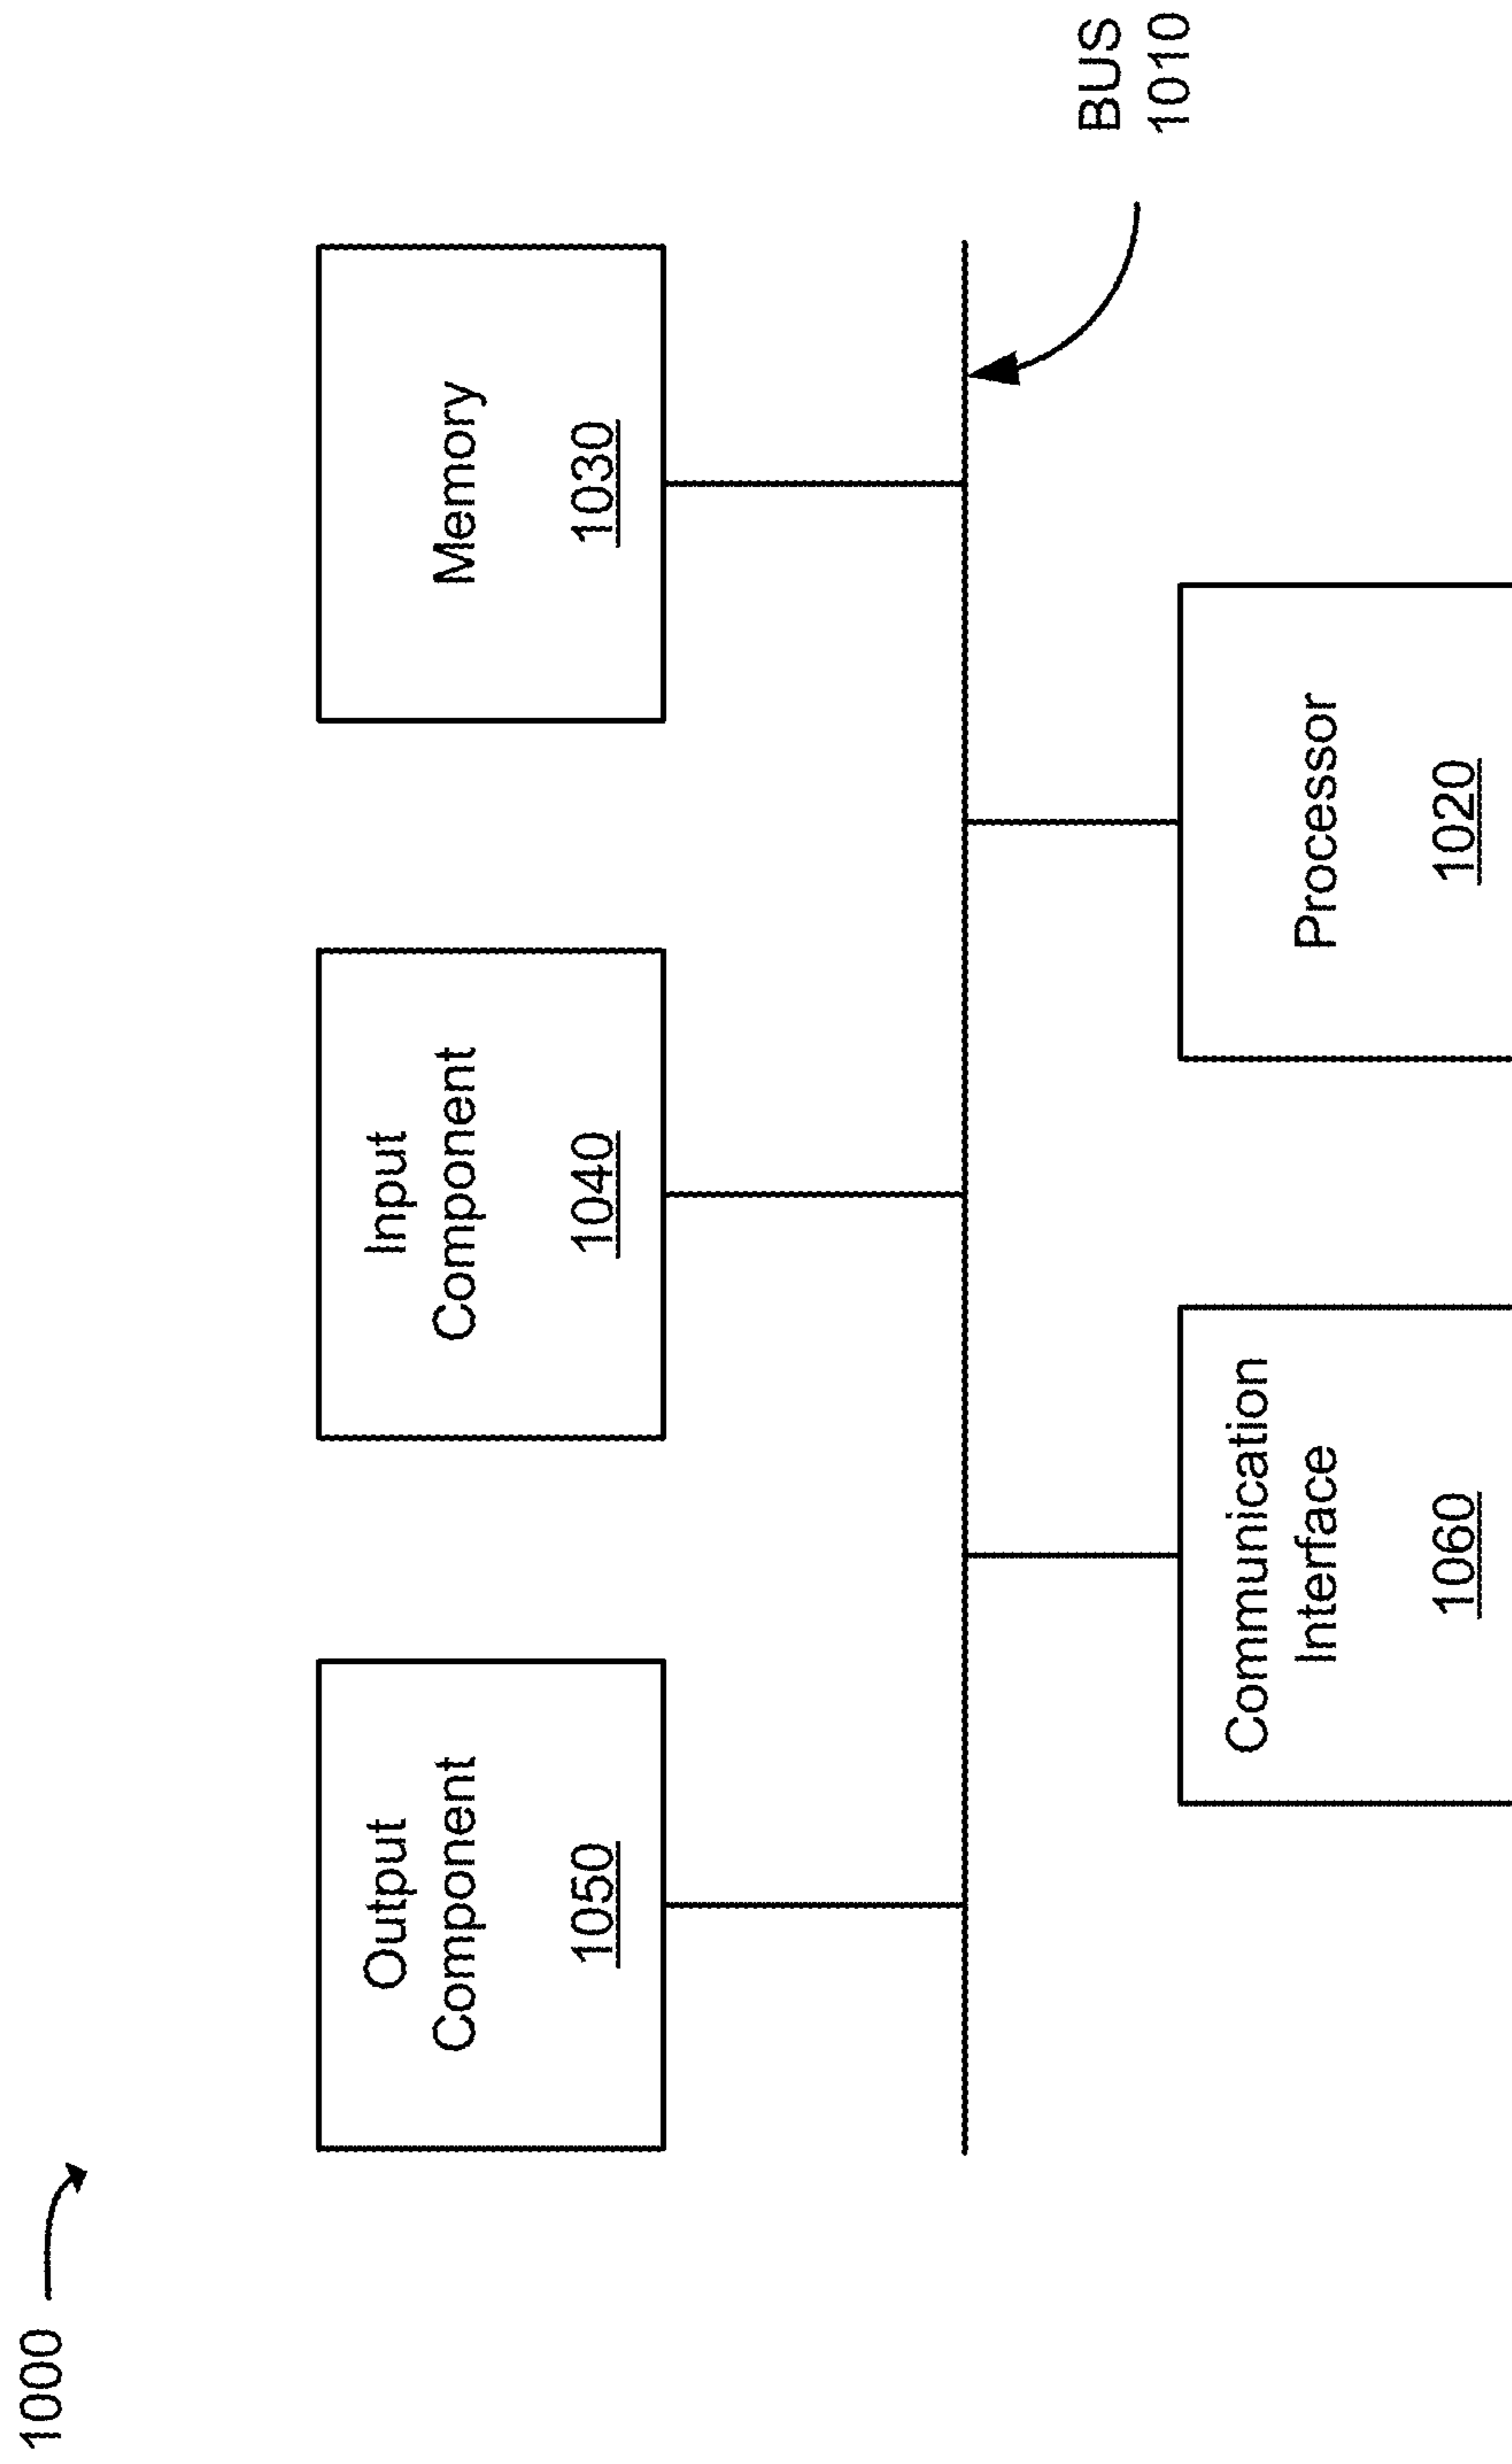 1000
Output
Component
1050
Input
Component
1040
Memory
1030
BUS
1010
Communication
Interface
1060
Processor
1020